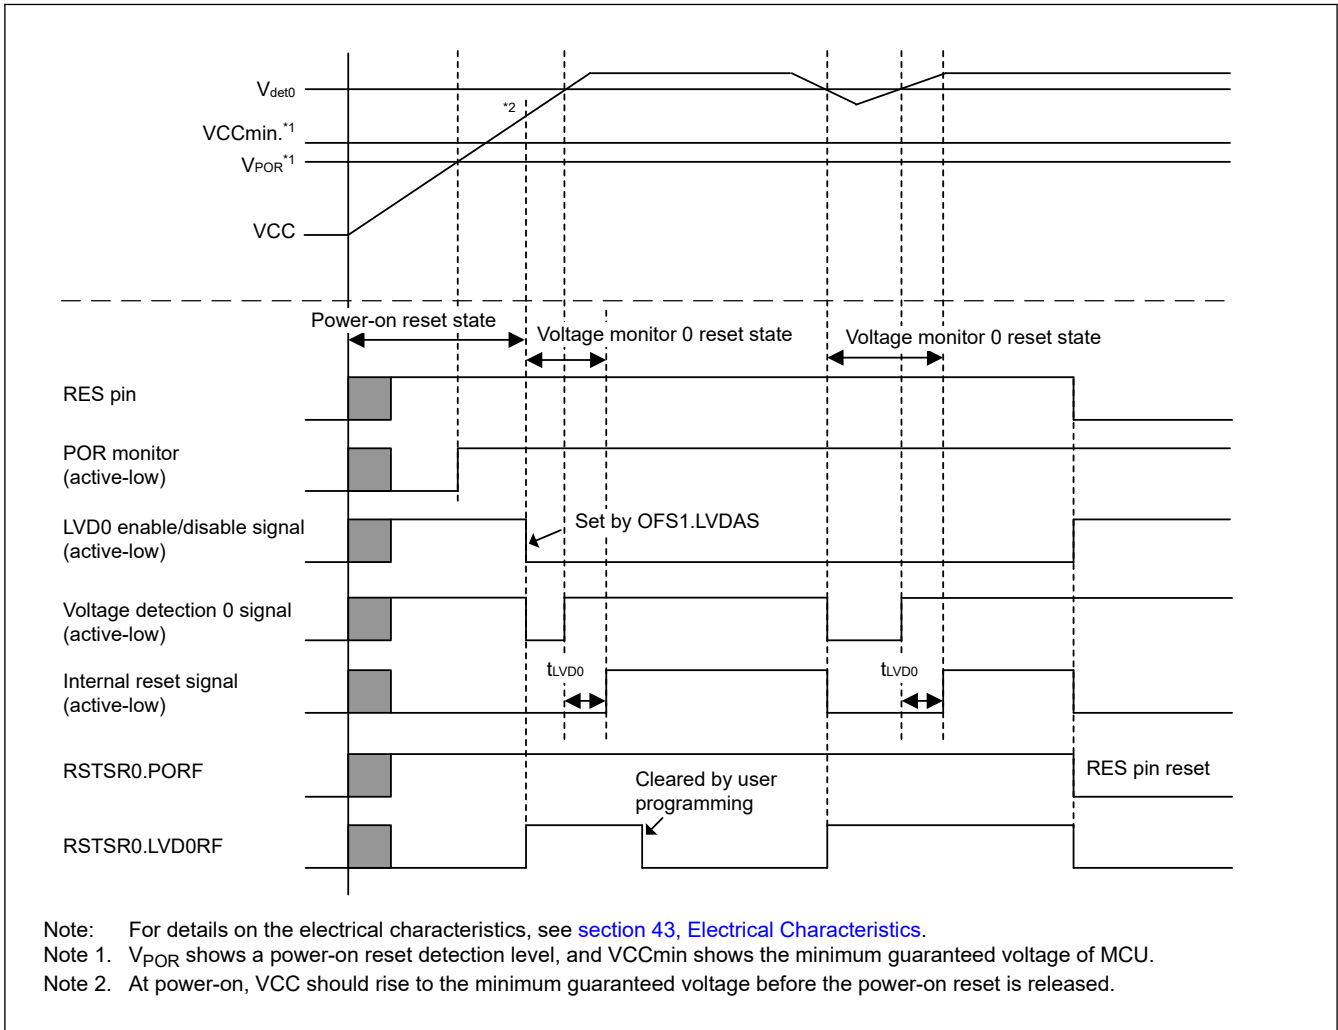 Vdet0
*2
VCCmin.*1
VPOR*1
VCC
Power-on reset state
Voltage monitor 0 reset state
Voltage monitor 0 reset state
RES pin
POR monitor
(active-low)
LVD0 enable/disable signal
(active-low)
Set by OFS1.LVDAS
Voltage detection 0 signal
(active-low)
Internal reset signal
(active-low)
tLVD0
tLVD0
RSTSR0.PORF
RES pin reset
Cleared by user
programming
RSTSR0.LVD0RF
Note: For details on the electrical characteristics, see section 43, Electrical Characteristics.
Note 1. VPOR shows a power-on reset detection level, and VCCmin shows the minimum guaranteed voltage of MCU.
Note 2. At power-on, VCC should rise to the minimum guaranteed voltage before the power-on reset is released.